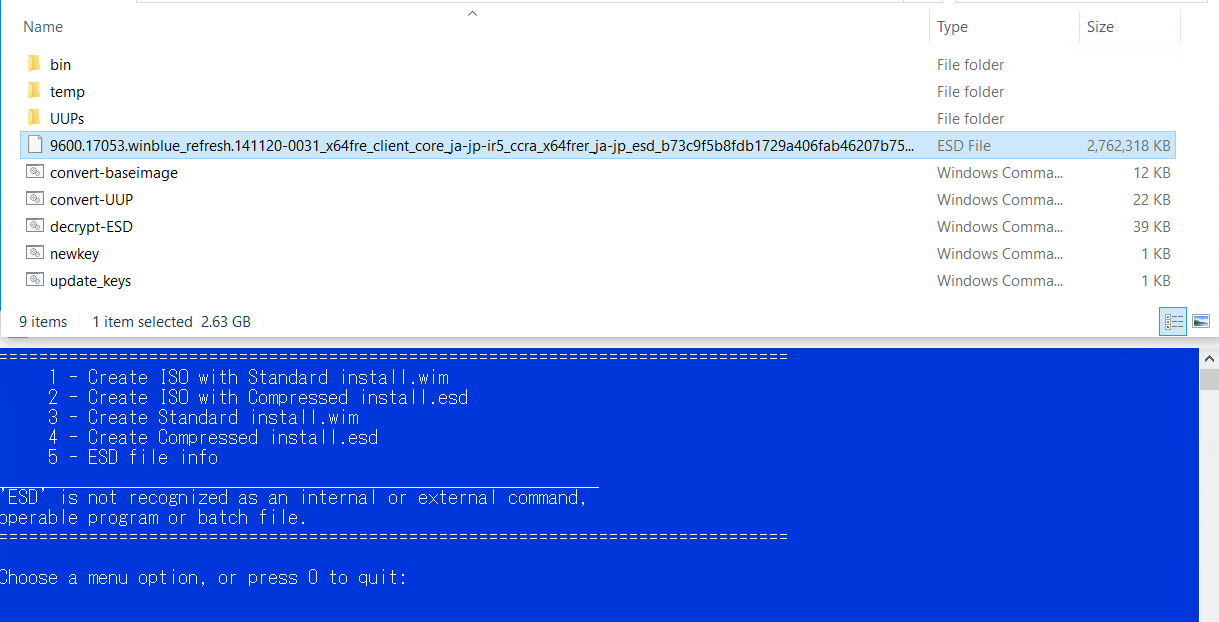 Name Type Size
bin File folder
temp File folder
UUPs File folder
9600.17053.winblue_refresh.141120-0031_x64fre_client_core_ja-jp-ir5_ccra_x64frer_ja-jp_esd_b73c9f5b8fdb1729a406fab46207b75... ESD File 2,762,318 KB
convert-baseimage Windows Comma... 12 KB
convert-UUP Windows Comma... 22 KB
decrypt-ESD Windows Comma... 39 KB
newkey Windows Comma... 1 KB
update_keys Windows Comma... 1 KB
9 items 1 item selected 2.63 GB
===============================================================================
1 - Create ISO with Standard install.wim
2 - Create ISO with Compressed install.esd
3 - Create Standard install.wim
4 - Create Compressed install.esd
5 - ESD file info
____________________________________________________________
'ESD' is not recognized as an internal or external command,
operable program or batch file.
===============================================================================
Choose a menu option, or press 0 to quit: